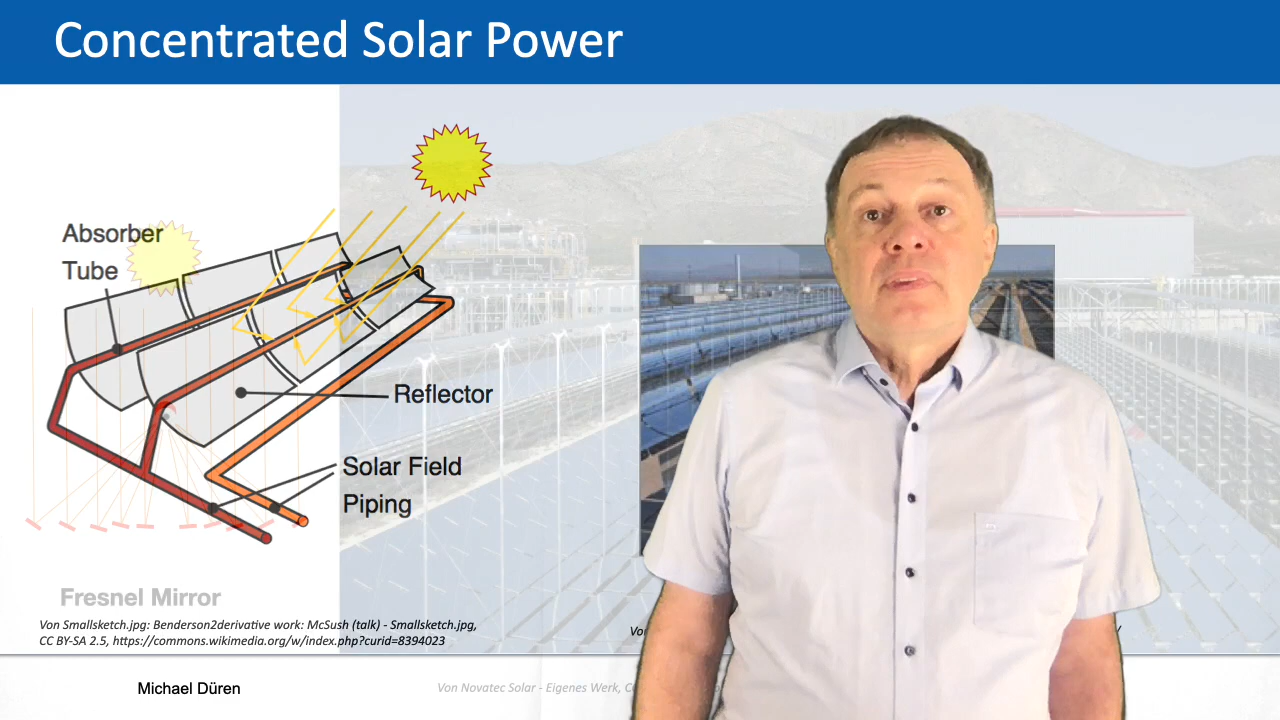 Concentrated Solar Power
Absorber
Tube
Reflector
Solar Field
Piping
Fresnel Mirror
Von Smallsketch.jpg: Benderson2derivative work: McSush (talk) - Smallsketch.jpg,
CC BY-SA 2.5, https://commons.wikimedia.org/w/index.php?curid=8394023
Michael Düren
Von Novatec Solar - Eigenes Werk,